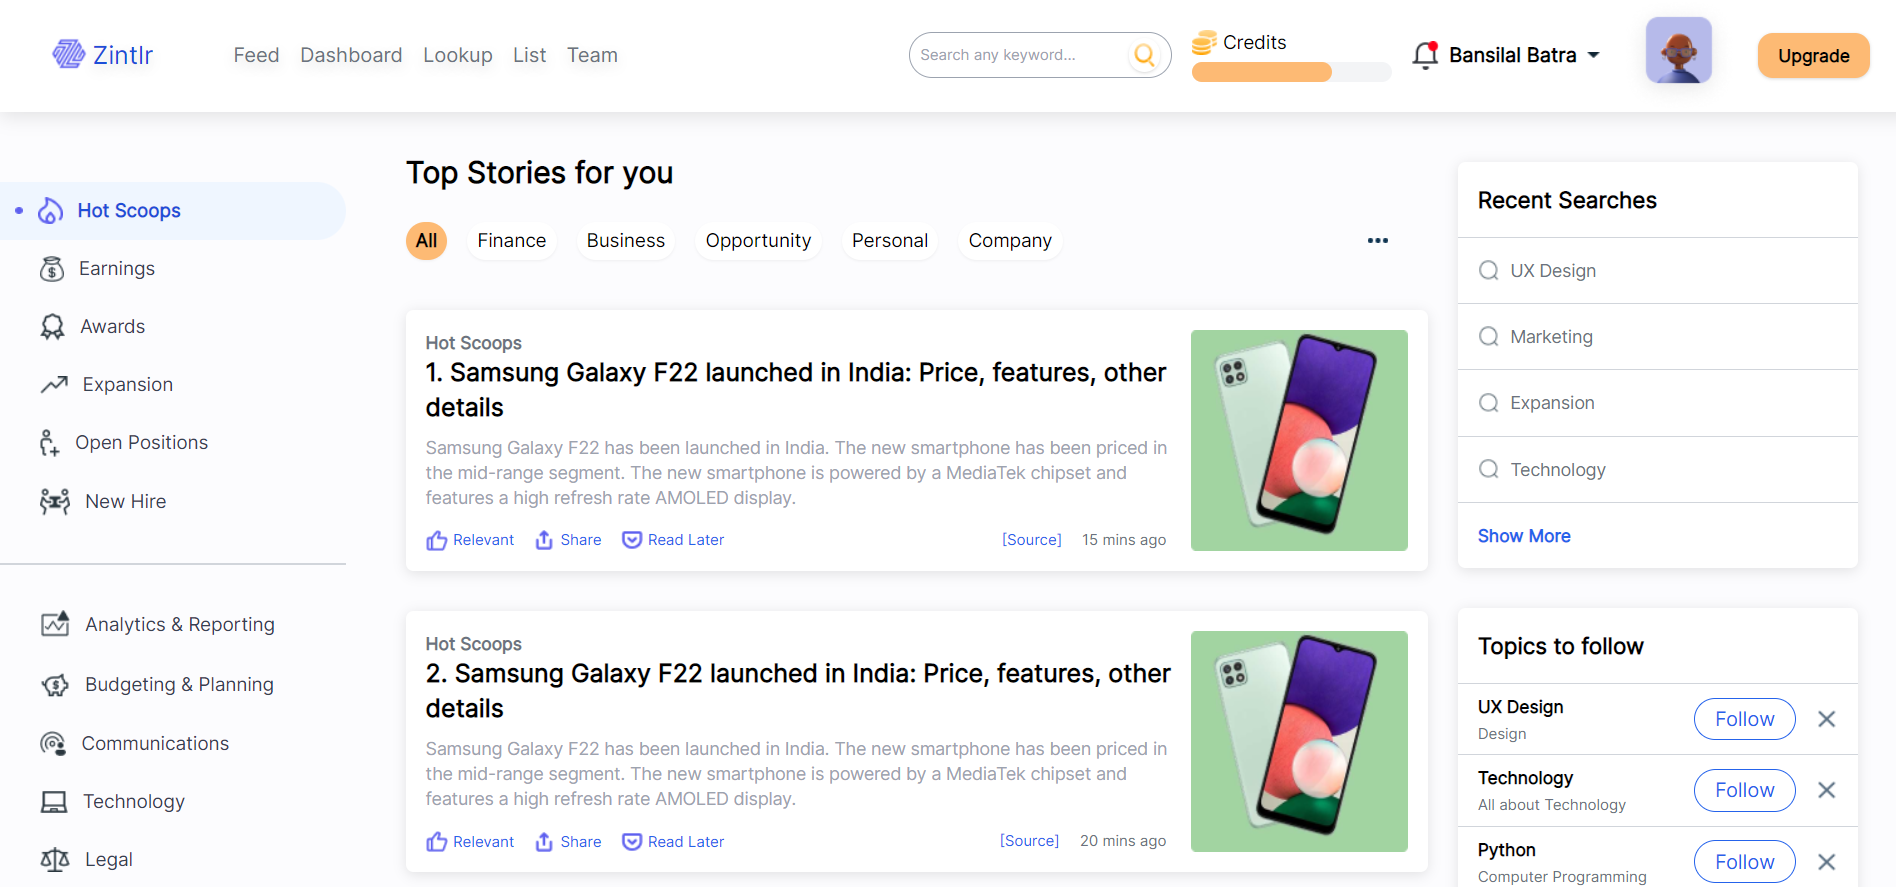 Zintlr
Feed Dashboard Lookup List Team
Search any keyword...
Credits
Bansilal Batra
Upgrade
Hot Scoops
Earnings
Awards
Expansion
Open Positions
New Hire
Analytics & Reporting
Budgeting & Planning
Communications
Technology
Legal
Top Stories for you
All Finance Business Opportunity Personal Company
Hot Scoops
1. Samsung Galaxy F22 launched in India: Price, features, other
details
Samsung Galaxy F22 has been launched in India. The new smartphone has been priced in
the mid-range segment. The new smartphone is powered by a MediaTek chipset and
features a high refresh rate AMOLED display.
Relevant Share Read Later [Source] 15 mins ago
Hot Scoops
2. Samsung Galaxy F22 launched in India: Price, features, other
details
Samsung Galaxy F22 has been launched in India. The new smartphone has been priced in
the mid-range segment. The new smartphone is powered by a MediaTek chipset and
features a high refresh rate AMOLED display.
Relevant Share Read Later [Source] 20 mins ago
Recent Searches
UX Design
Marketing
Expansion
Technology
Show More
Topics to follow
UX Design
Design
Follow
Technology
All about Technology
Follow
Python
Computer Programming
Follow